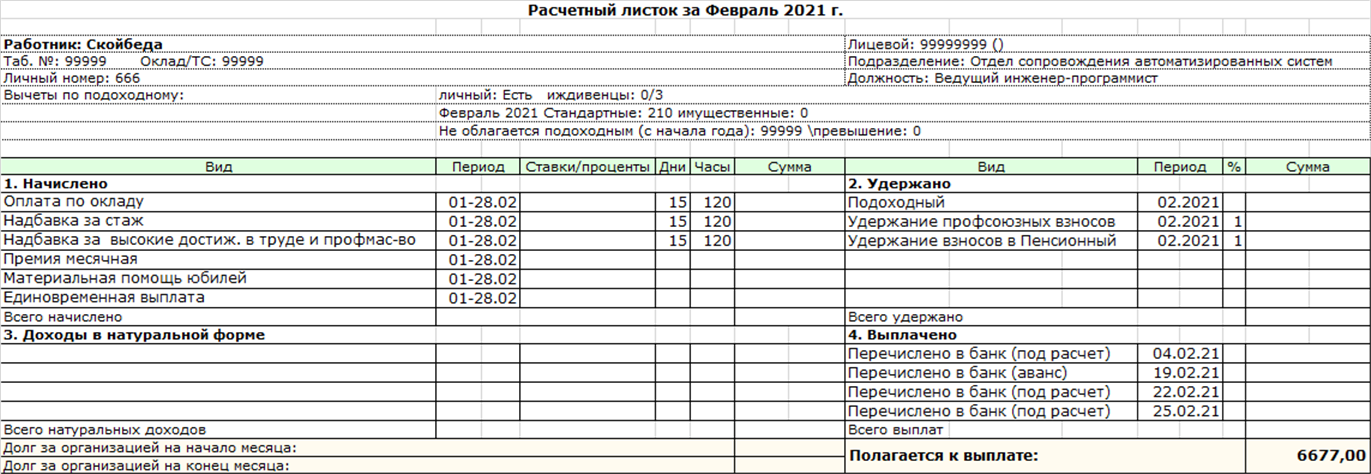 Расчетный листок за Февраль 2021 г.
Работник: Скойбеда Лицевой: 99999999 ()
Таб. №: 99999 Оклад/ТС: 99999 Подразделение: Отдел сопровождения автоматизированных систем
Личный номер: 666 Должность: Ведущий инженер-программист
Вычеты по подоходному: личный: Есть иждивенцы: 0/3
Февраль 2021 Стандартные: 210 имущественные: 0
Не облагается подоходным (с начала года): 99999 \превышение: 0
Вид Период Ставки/проценты Дни Часы Сумма Вид Период % Сумма
1. Начислено 2. Удержано
Оплата по окладу 01-28.02 15 120 Подоходный 02.2021
Надбавка за стаж 01-28.02 15 120 Удержание профсоюзных взносов 02.2021 1
Надбавка за высокие достиж. в труде и профмас-во 01-28.02 15 120 Удержание взносов в Пенсионный 02.2021 1
Премия месячная 01-28.02
Материальная помощь юбилей 01-28.02
Единовременная выплата 01-28.02
Всего начислено Всего удержано
3. Доходы в натуральной форме 4. Выплачено
Перечислено в банк (под расчет) 04.02.21
Перечислено в банк (аванс) 19.02.21
Перечислено в банк (под расчет) 22.02.21
Перечислено в банк (под расчет) 25.02.21
Всего натуральных доходов Всего выплат
Долг за организацией на начало месяца:
Полагается к выплате: 6677,00
Долг за организацией на конец месяца: